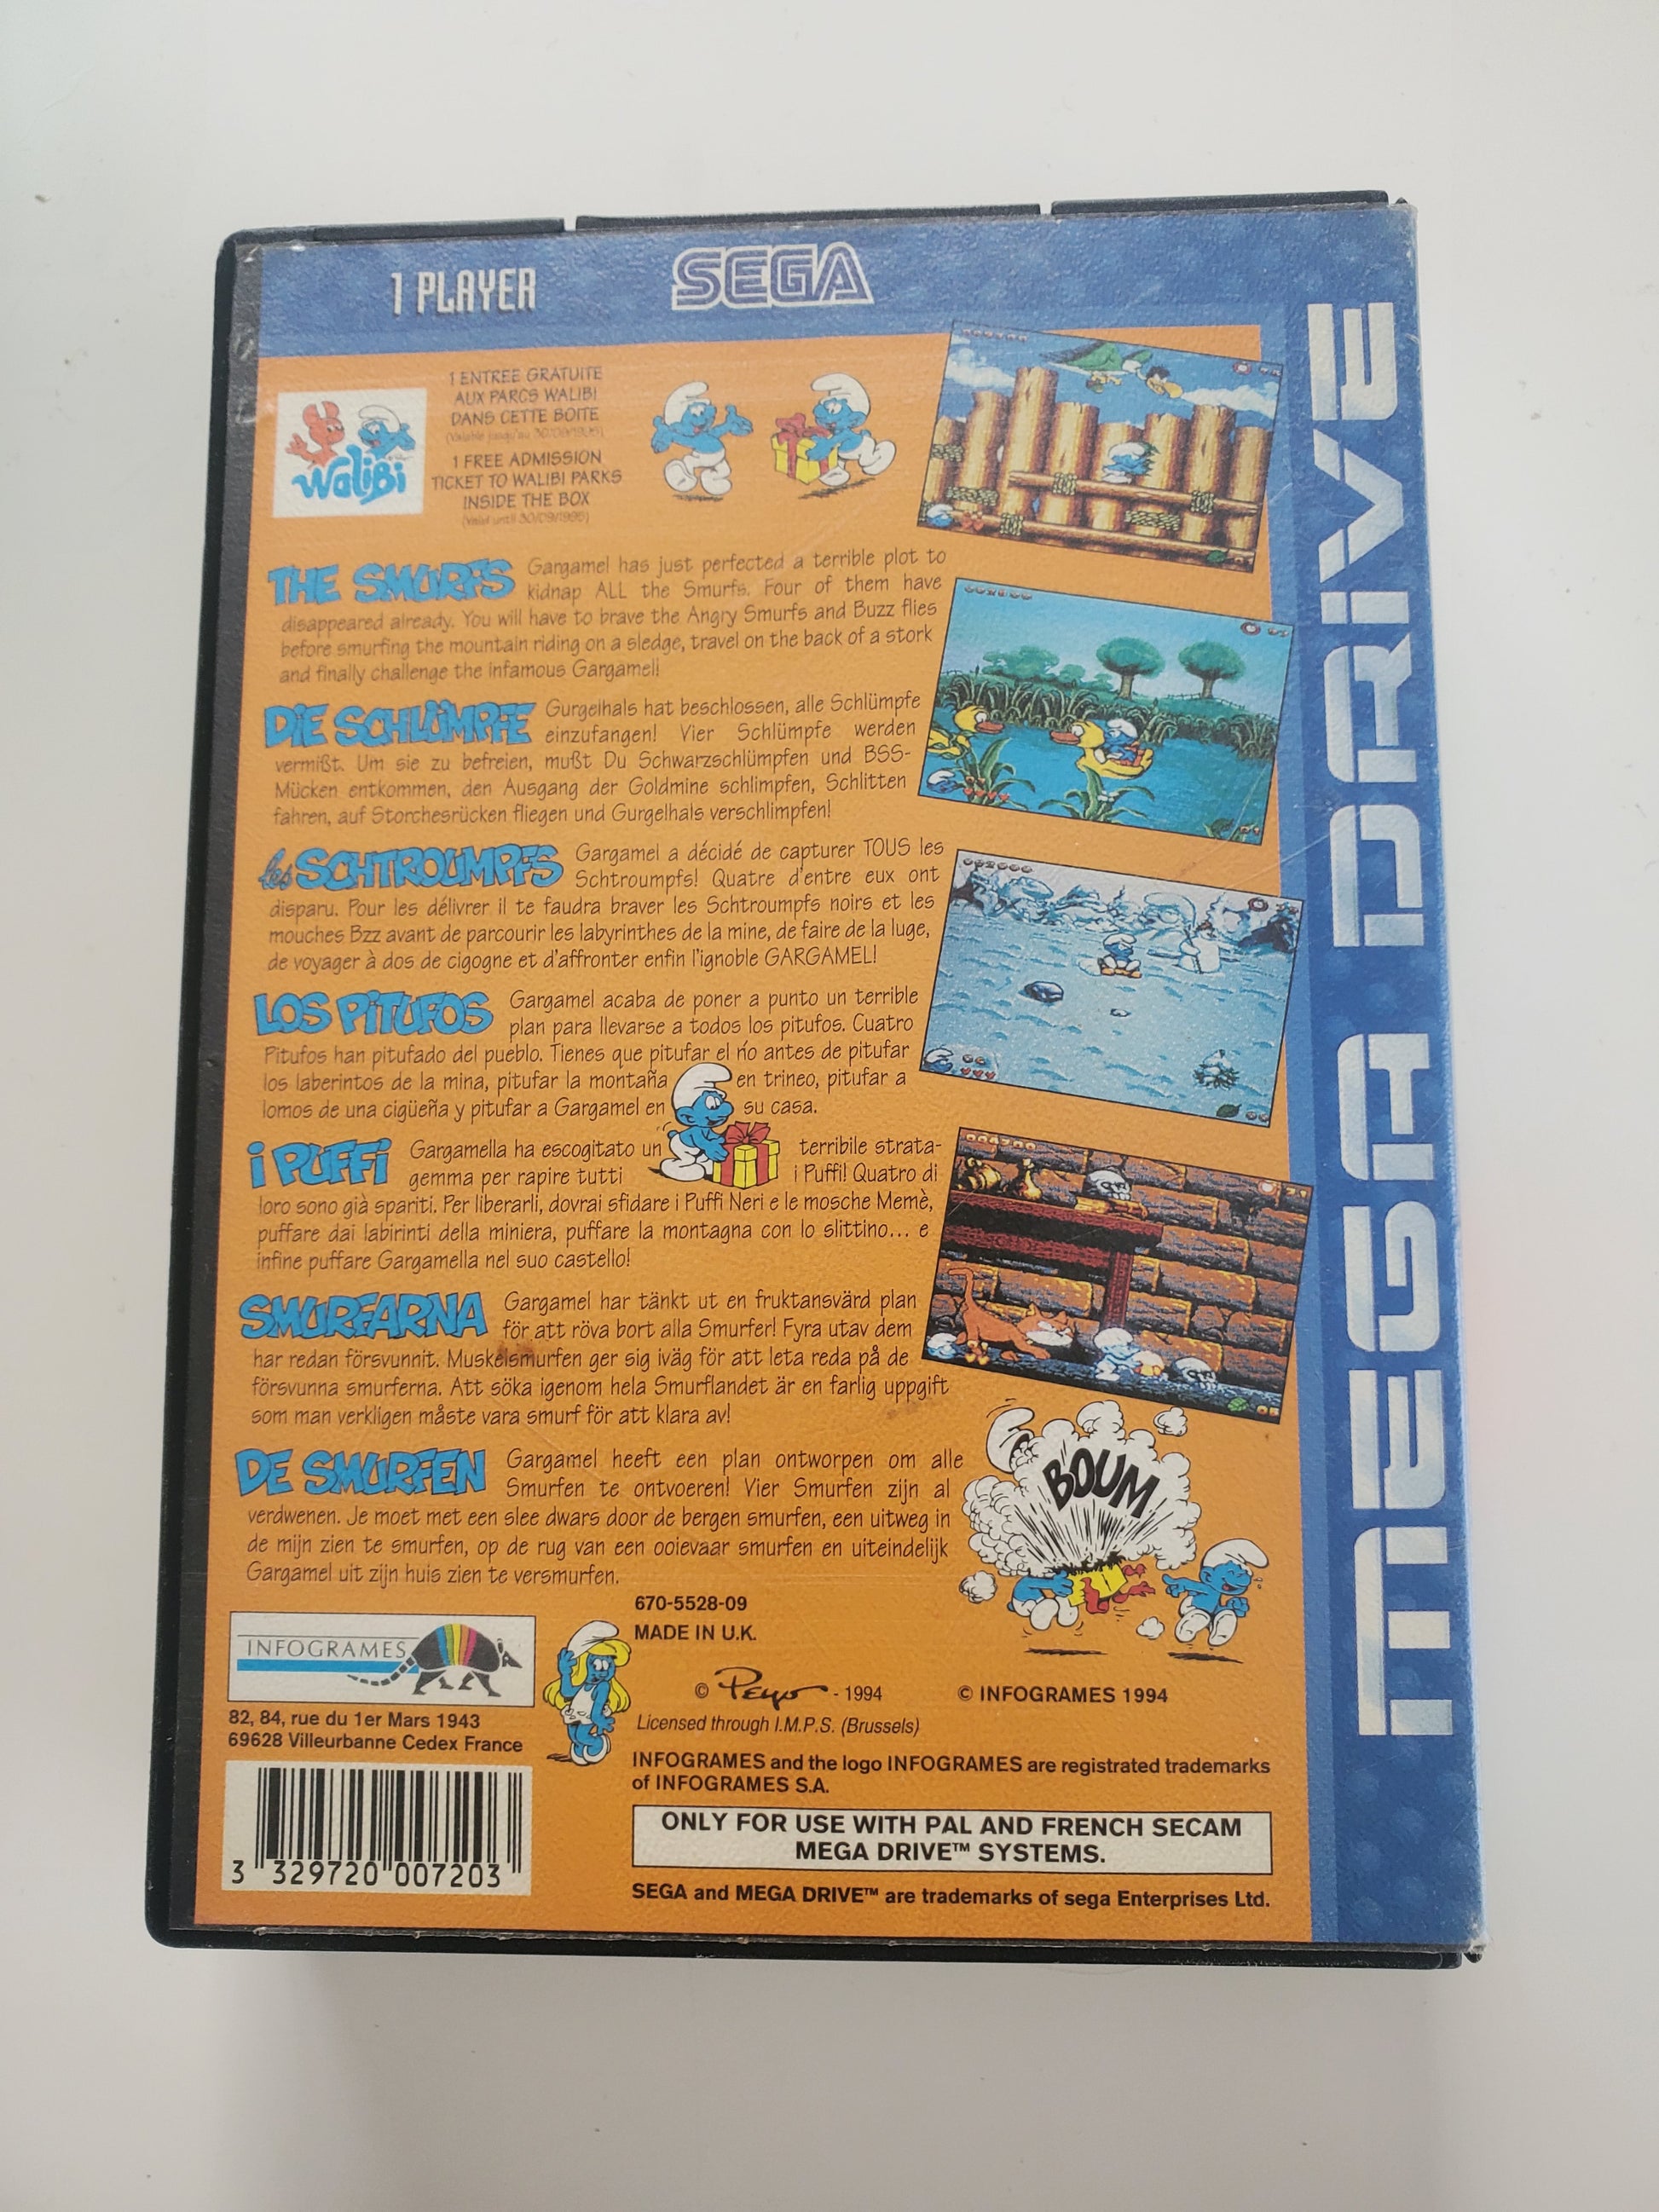 1 PLAYER
SEGA
MEGA DRIVE
Walibi
1 ENTREE GRATUITE
AUX PARCS WALIBI
DANS CETTE BOITE
(Valable jusqu'au 30/09/1995)
1 FREE ADMISSION
TICKET TO WALIBI PARKS
INSIDE THE BOX
(Valid until 30/09/1995)
THE SMURFS Gargamel has just perfected a terrible plot to
kidnap ALL the Smurfs. Four of them have
disappeared already. You will have to brave the Angry Smurfs and Buzz flies
before smurfing the mountain riding on a sledge, travel on the back of a stork
and finally challenge the infamous Gargamel!
DIE SCHLÜMPFE Gurgelhals hat beschlossen, alle Schlümpfe
einzufangen! Vier Schlümpfe werden
vermißt. Um sie zu befreien, mußt Du Schwarzschlümpfen und BSS-
Mücken entkommen, den Ausgang der Goldmine schlimpfen, Schlitten
fahren, auf Storchesrücken fliegen und Gurgelhals verschlimpfen!
les SCHTROUMPFS Gargamel a décidé de capturer TOUS les
Schtroumpfs! Quatre d'entre eux ont
disparu. Pour les délivrer il te faudra braver les Schtroumpfs noirs et les
mouches Bzz avant de parcourir les labyrinthes de la mine, de faire de la luge,
de voyager à dos de cigogne et d'affronter enfin l'ignoble GARGAMEL!
LOS PITUFOS Gargamel acaba de poner a punto un terrible
plan para llevarse a todos los pitufos. Cuatro
Pitufos han pitufado del pueblo. Tienes que pitufar el río antes de pitufar
los laberintos de la mina, pitufar la montaña en trineo, pitufar a
lomos de una cigüeña y pitufar a Gargamel en su casa.
i PUFFI Gargamella ha escogitato un terribile strata-
gemma per rapire tutti i Puffi! Quatro di
loro sono già spariti. Per liberarli, dovrai sfidare i Puffi Neri e le mosche Memè,
puffare dai labirinti della miniera, puffare la montagna con lo slittino... e
infine puffare Gargamella nel suo castello!
SMURFARNA Gargamel har tänkt ut en fruktansvärd plan
för att röva bort alla Smurfer! Fyra utav dem
har redan försvunnit. Muskelsmurfen ger sig iväg för att leta reda på de
försvunna smurferna. Att söka igenom hela Smurflandet är en farlig uppgift
som man verkligen måste vara smurf för att klara av!
DE SMURFEN Gargamel heeft een plan ontworpen om alle
Smurfen te ontvoeren! Vier Smurfen zijn al
verdwenen. Je moet met een slee dwars door de bergen smurfen, een uitweg in
de mijn zien te smurfen, op de rug van een ooievaar smurfen en uiteindelijk
Gargamel uit zijn huis zien te versmurfen.
BOUM
670-5528-09
MADE IN U.K.
INFOGRAMES
82, 84, rue du 1er Mars 1943
69628 Villeurbanne Cedex France
© Peyo - 1994
© INFOGRAMES 1994
Licensed through I.M.P.S. (Brussels)
INFOGRAMES and the logo INFOGRAMES are registrated trademarks
of INFOGRAMES S.A.
ONLY FOR USE WITH PAL AND FRENCH SECAM
MEGA DRIVE™ SYSTEMS.
SEGA and MEGA DRIVE™ are trademarks of sega Enterprises Ltd.
3 329720 007203